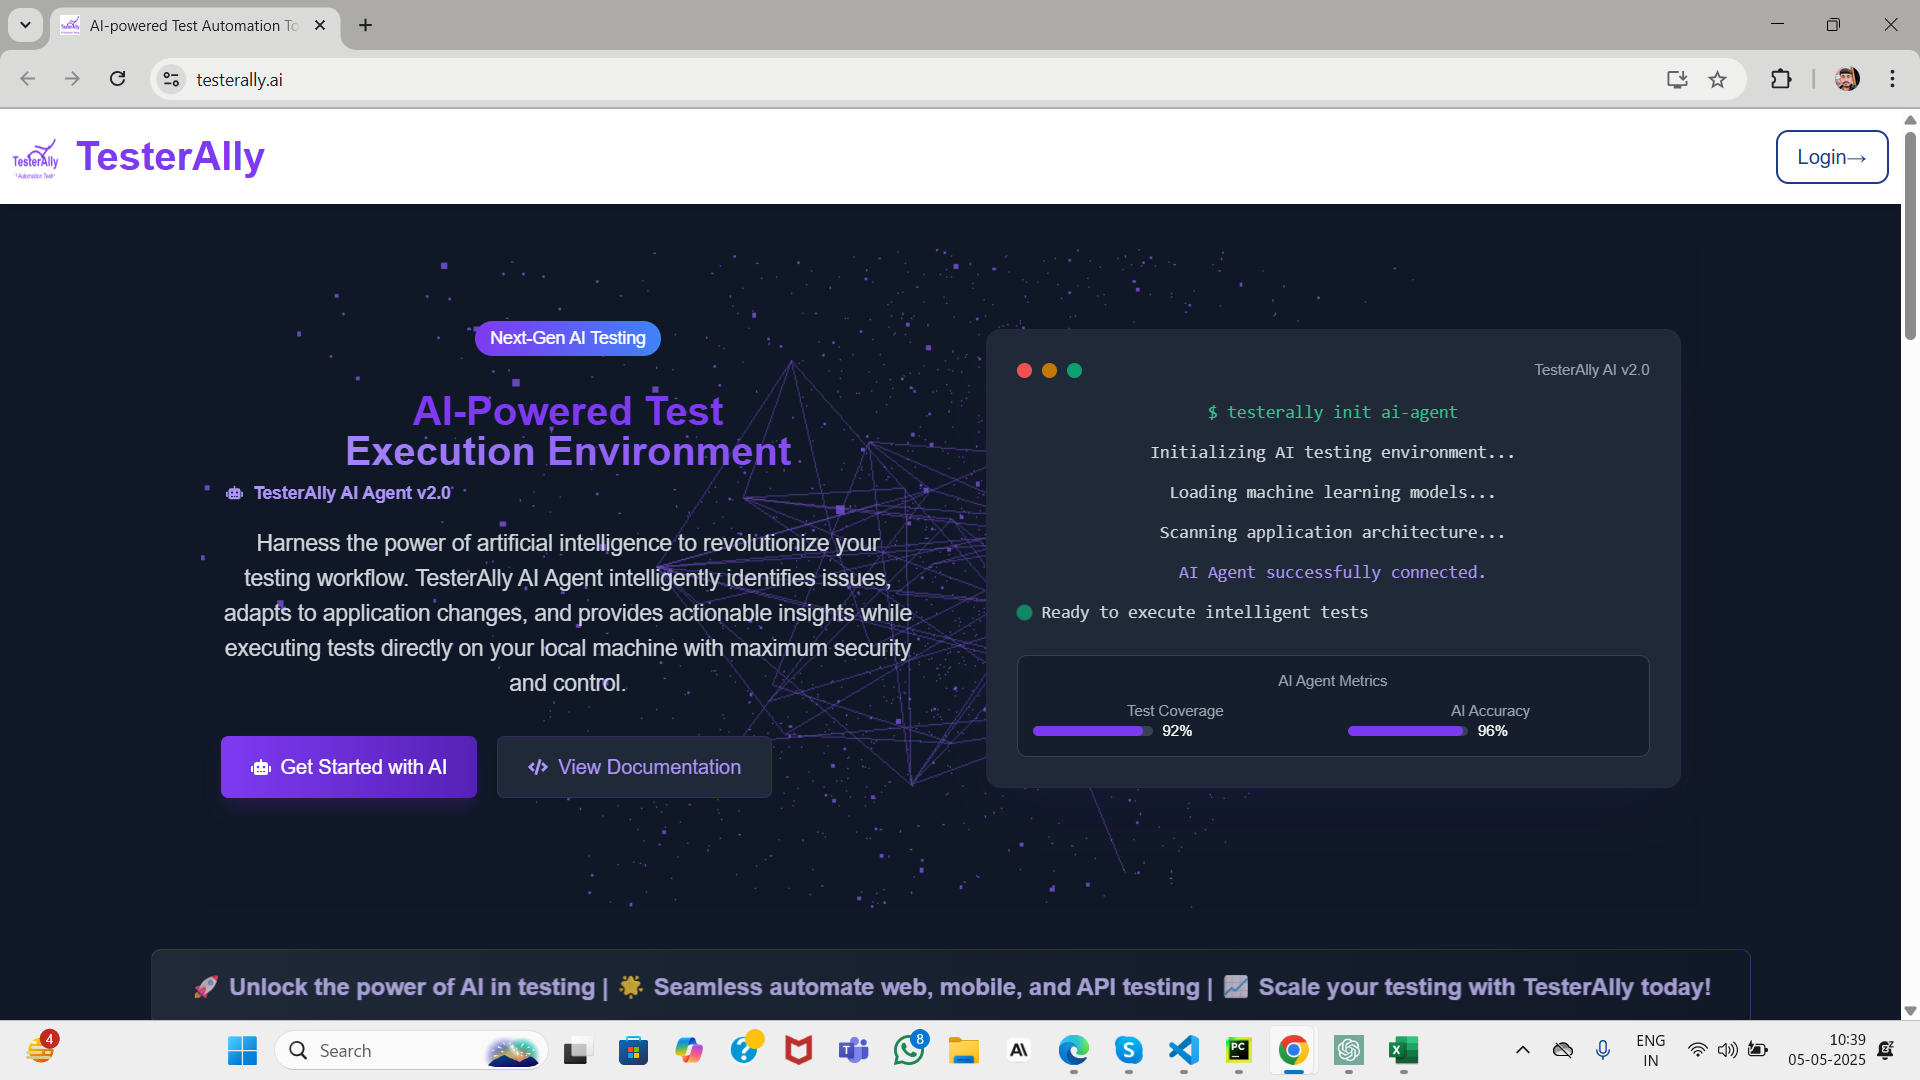 AI-powered Test Automation To
testerally.ai
TesterAlly
TesterAlly
Login→
Next-Gen AI Testing
AI-Powered Test
Execution Environment
TesterAlly AI Agent v2.0
Harness the power of artificial intelligence to revolutionize your
testing workflow. TesterAlly AI Agent intelligently identifies issues,
adapts to application changes, and provides actionable insights while
executing tests directly on your local machine with maximum security
and control.
Get Started with AI
</> View Documentation
TesterAlly AI v2.0
$ testerally init ai-agent
Initializing AI testing environment...
Loading machine learning models...
Scanning application architecture...
AI Agent successfully connected.
Ready to execute intelligent tests
AI Agent Metrics
Test Coverage
92%
AI Accuracy
96%
🚀 Unlock the power of AI in testing | 🌟 Seamless automate web, mobile, and API testing | 📈 Scale your testing with TesterAlly today!
4
Search
8
PC
ENG
IN
10:39
05-05-2025